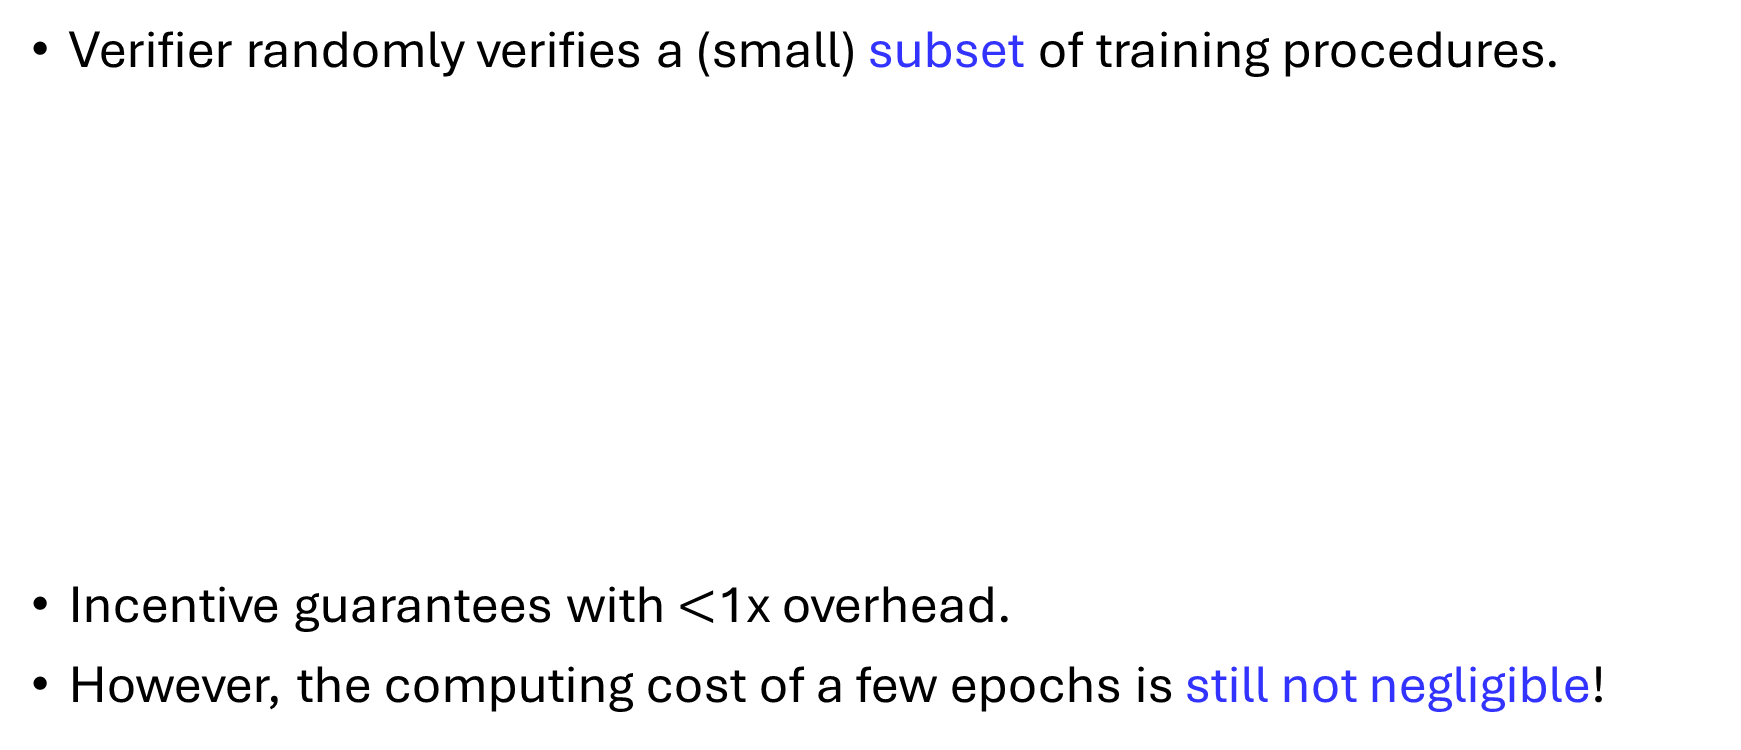 • Verifier randomly verifies a (small) subset of training procedures.
• Incentive guarantees with <1x overhead.
• However, the computing cost of a few epochs is still not negligible!